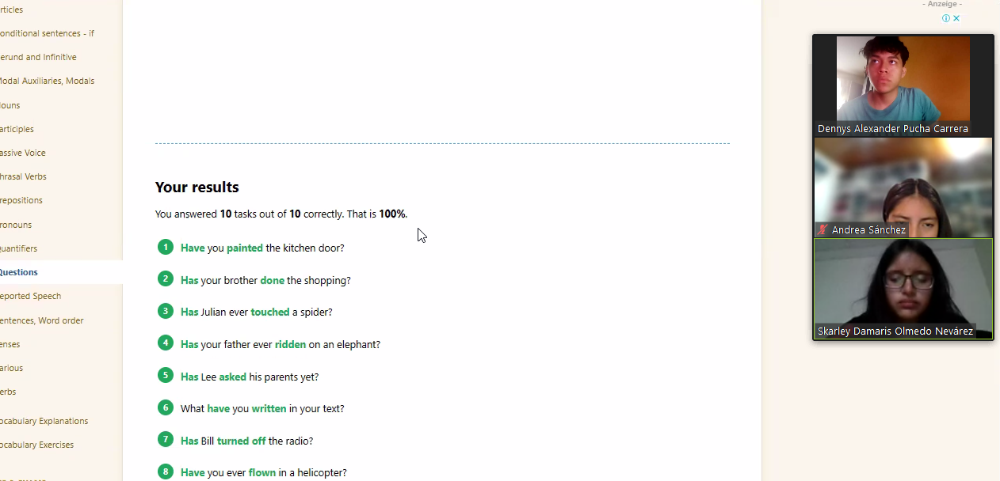 rticles
onditional sentences - if
erund and Infinitive
Modal Auxiliaries, Modals
Nouns
articiples
assive Voice
hrasal Verbs
repositions
ronouns
uantifiers
Questions
eported Speech
entences, Word order
enses
arious
erbs
ocabulary Explanations
ocabulary Exercises
Your results
You answered 10 tasks out of 10 correctly. That is 100%.
1 Have you painted the kitchen door?
2 Has your brother done the shopping?
3 Has Julian ever touched a spider?
4 Has your father ever ridden on an elephant?
5 Has Lee asked his parents yet?
6 What have you written in your text?
7 Has Bill turned off the radio?
8 Have you ever flown in a helicopter?
- Anzeige -
Dennys Alexander Pucha Carrera
Andrea Sánchez
Skarley Damaris Olmedo Nevárez